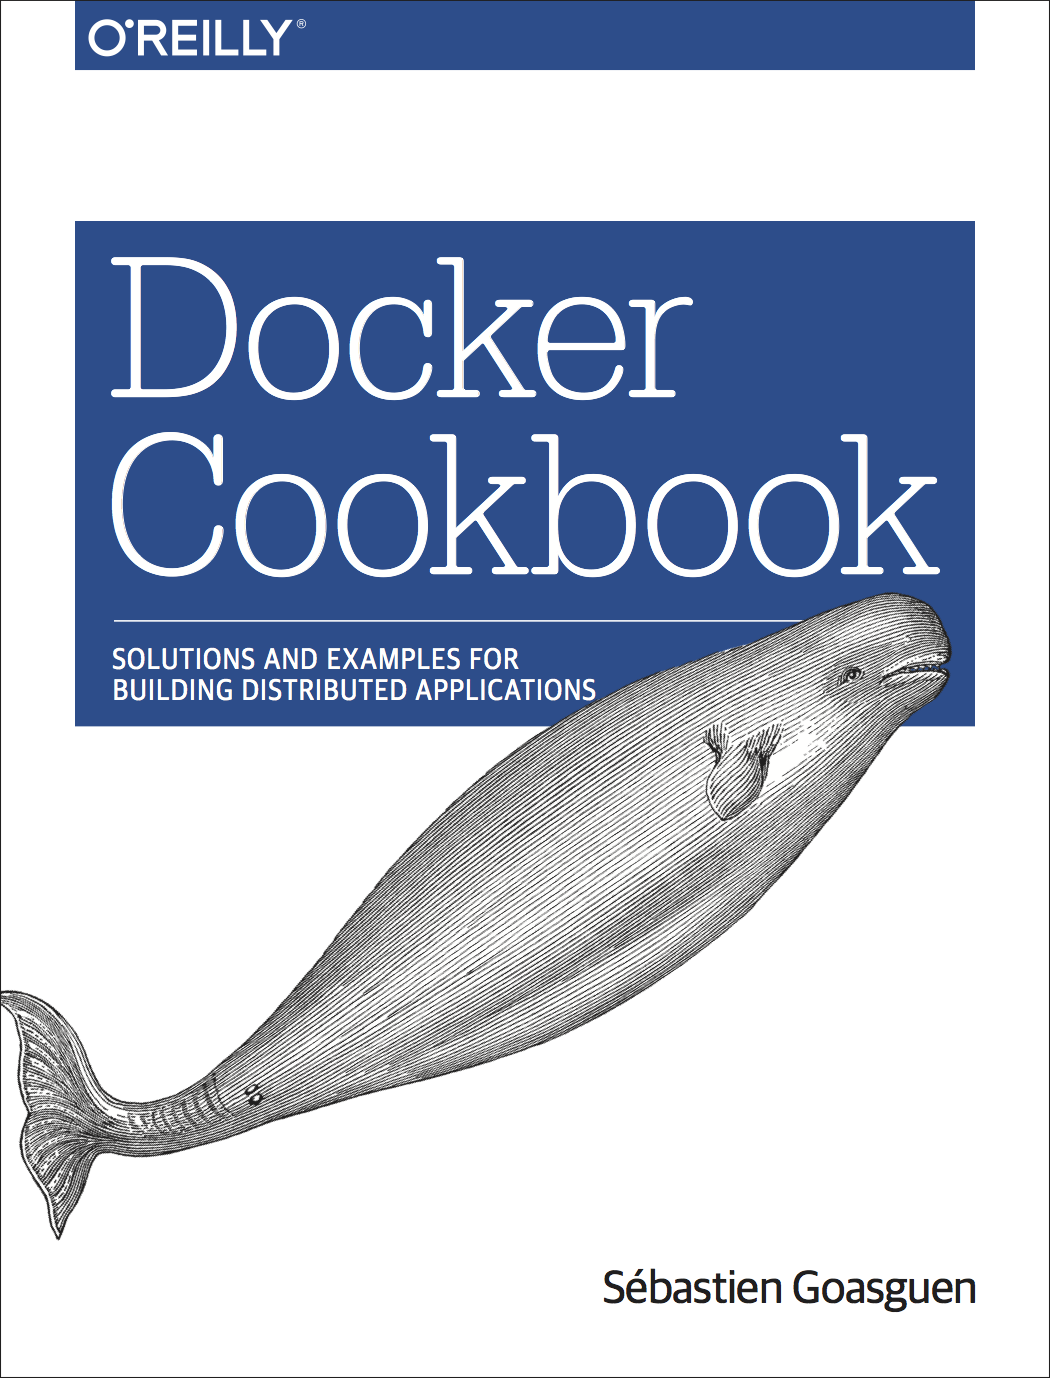 O'REILLY®
Docker
Cookbook
SOLUTIONS AND EXAMPLES FOR
BUILDING DISTRIBUTED APPLICATIONS
Sébastien Goasguen